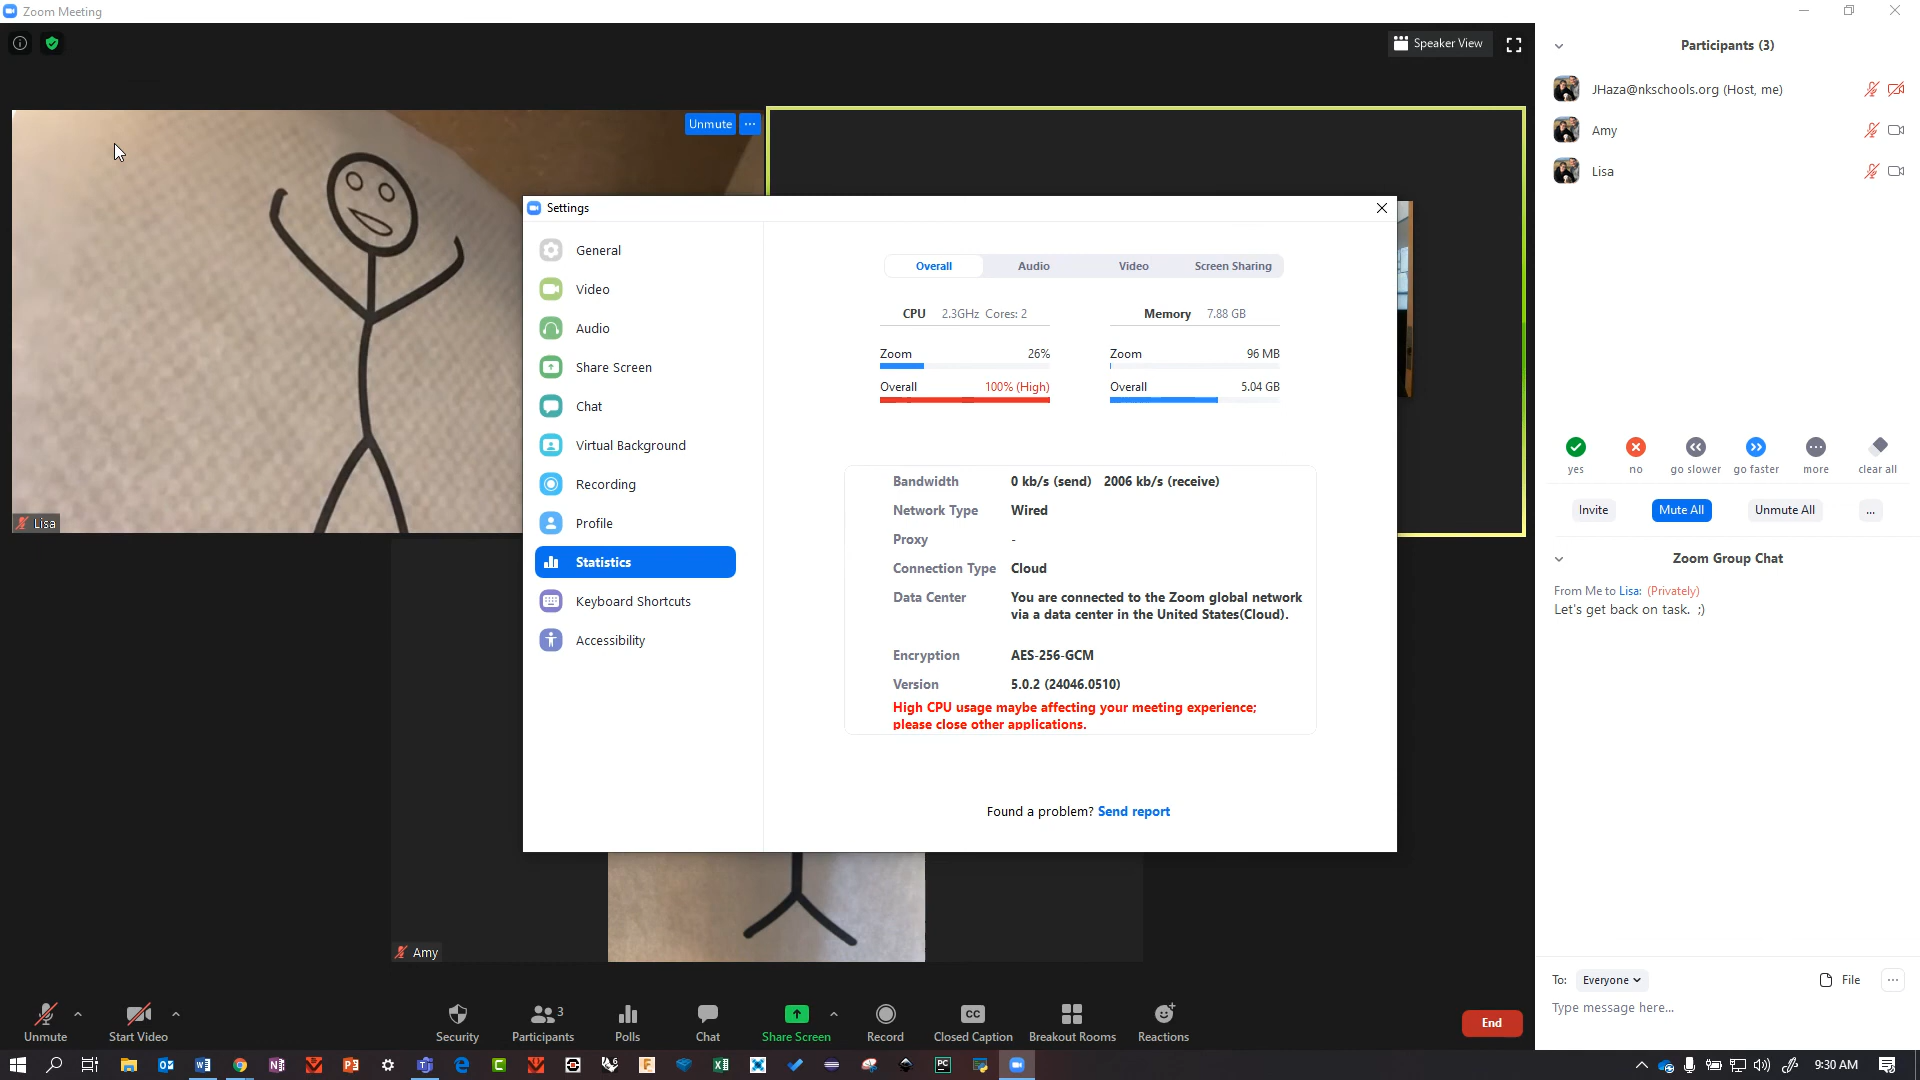 Zoom Meeting
Speaker View
Unmute ...
Lisa
Amy
Settings
General
Video
Audio
Share Screen
Chat
Virtual Background
Recording
Profile
Statistics
Keyboard Shortcuts
Accessibility
Overall Audio Video Screen Sharing
CPU 2.3GHz Cores: 2 Memory 7.88 GB
Zoom 26% Zoom 96 MB
Overall 100% (High) Overall 5.04 GB
Bandwidth 0 kb/s (send) 2006 kb/s (receive)
Network Type Wired
Proxy -
Connection Type Cloud
Data Center You are connected to the Zoom global network
via a data center in the United States(Cloud).
Encryption AES-256-GCM
Version 5.0.2 (24046.0510)
High CPU usage maybe affecting your meeting experience;
please close other applications.
Found a problem? Send report
Participants (3)
JHaza@nkschools.org (Host, me)
Amy
Lisa
yes no go slower go faster more clear all
Invite Mute All Unmute All ...
Zoom Group Chat
From Me to Lisa: (Privately)
Let's get back on task. ;)
To: Everyone File ...
Type message here...
Unmute Start Video Security Participants 3 Polls Chat Share Screen Record CC Closed Caption Breakout Rooms Reactions End
9:30 AM